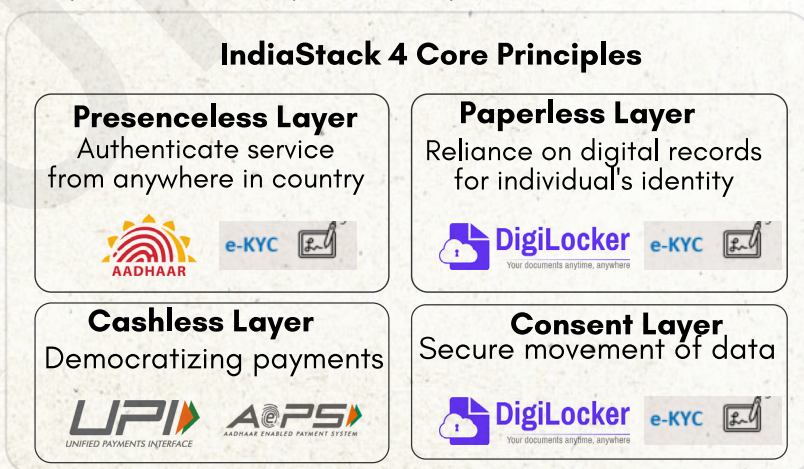 IndiaStack 4 Core Principles
Presenceless Layer
Authenticate service
from anywhere in country
AADHAAR
e-KYC
Paperless Layer
Reliance on digital records
for individual's identity
DigiLocker
Your documents anytime, anywhere
e-KYC
Cashless Layer
Democratizing payments
UPI
UNIFIED PAYMENTS INTERFACE
AePS
AADHAAR ENABLED PAYMENT SYSTEM
Consent Layer
Secure movement of data
DigiLocker
Your documents anytime, anywhere
e-KYC